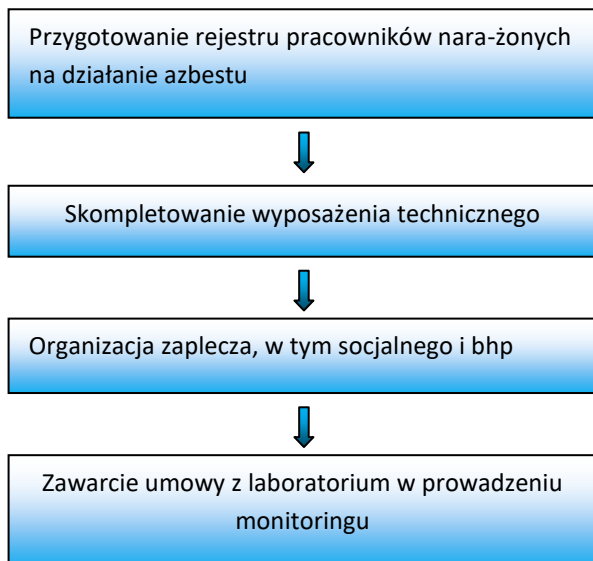 Przygotowanie rejestru pracowników nara-żonych
na działanie azbestu
Skompletowanie wyposażenia technicznego
Organizacja zaplecza, w tym socjalnego i bhp
Zawarcie umowy z laboratorium w prowadzeniu
monitoringu